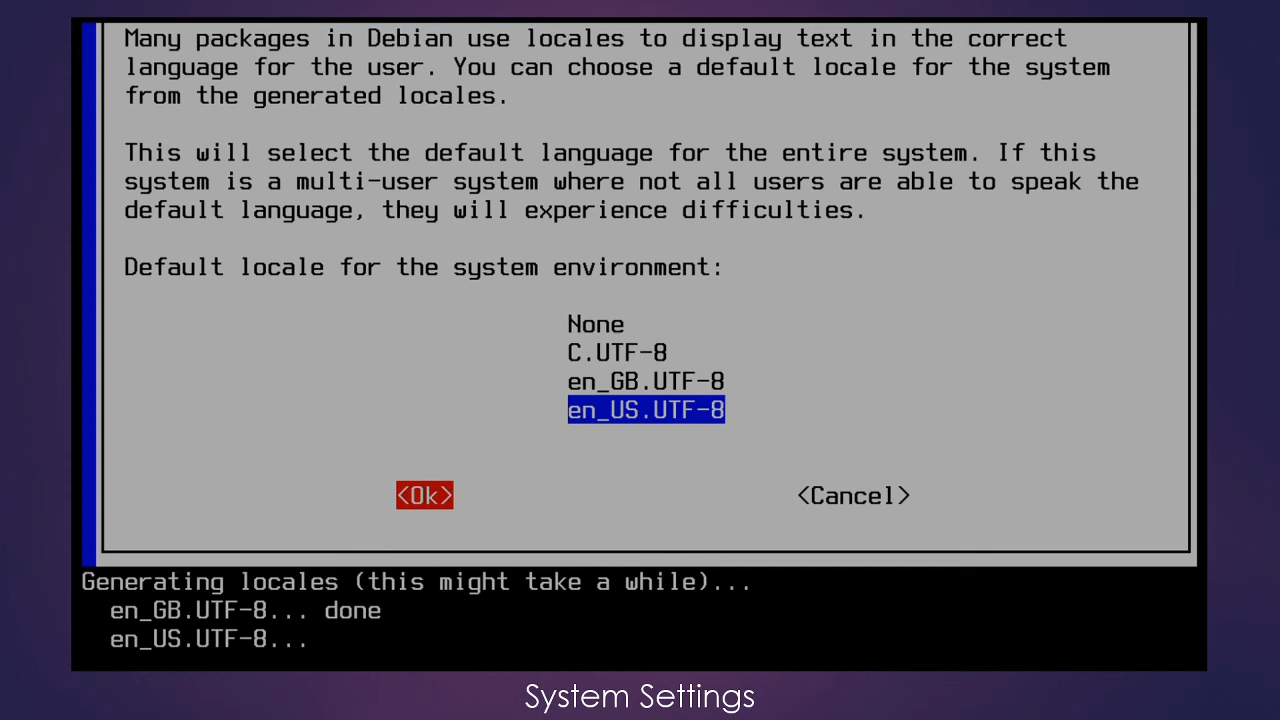 Many packages in Debian use locales to display text in the correct
language for the user. You can choose a default locale for the system
from the generated locales.
This will select the default language for the entire system. If this
system is a multi-user system where not all users are able to speak the
default language, they will experience difficulties.
Default locale for the system environment:
None
C.UTF-8
en_GB.UTF-8
en_US.UTF-8
<Ok> <Cancel>
Generating locales (this might take a while)...
en_GB.UTF-8... done
en_US.UTF-8...
System Settings